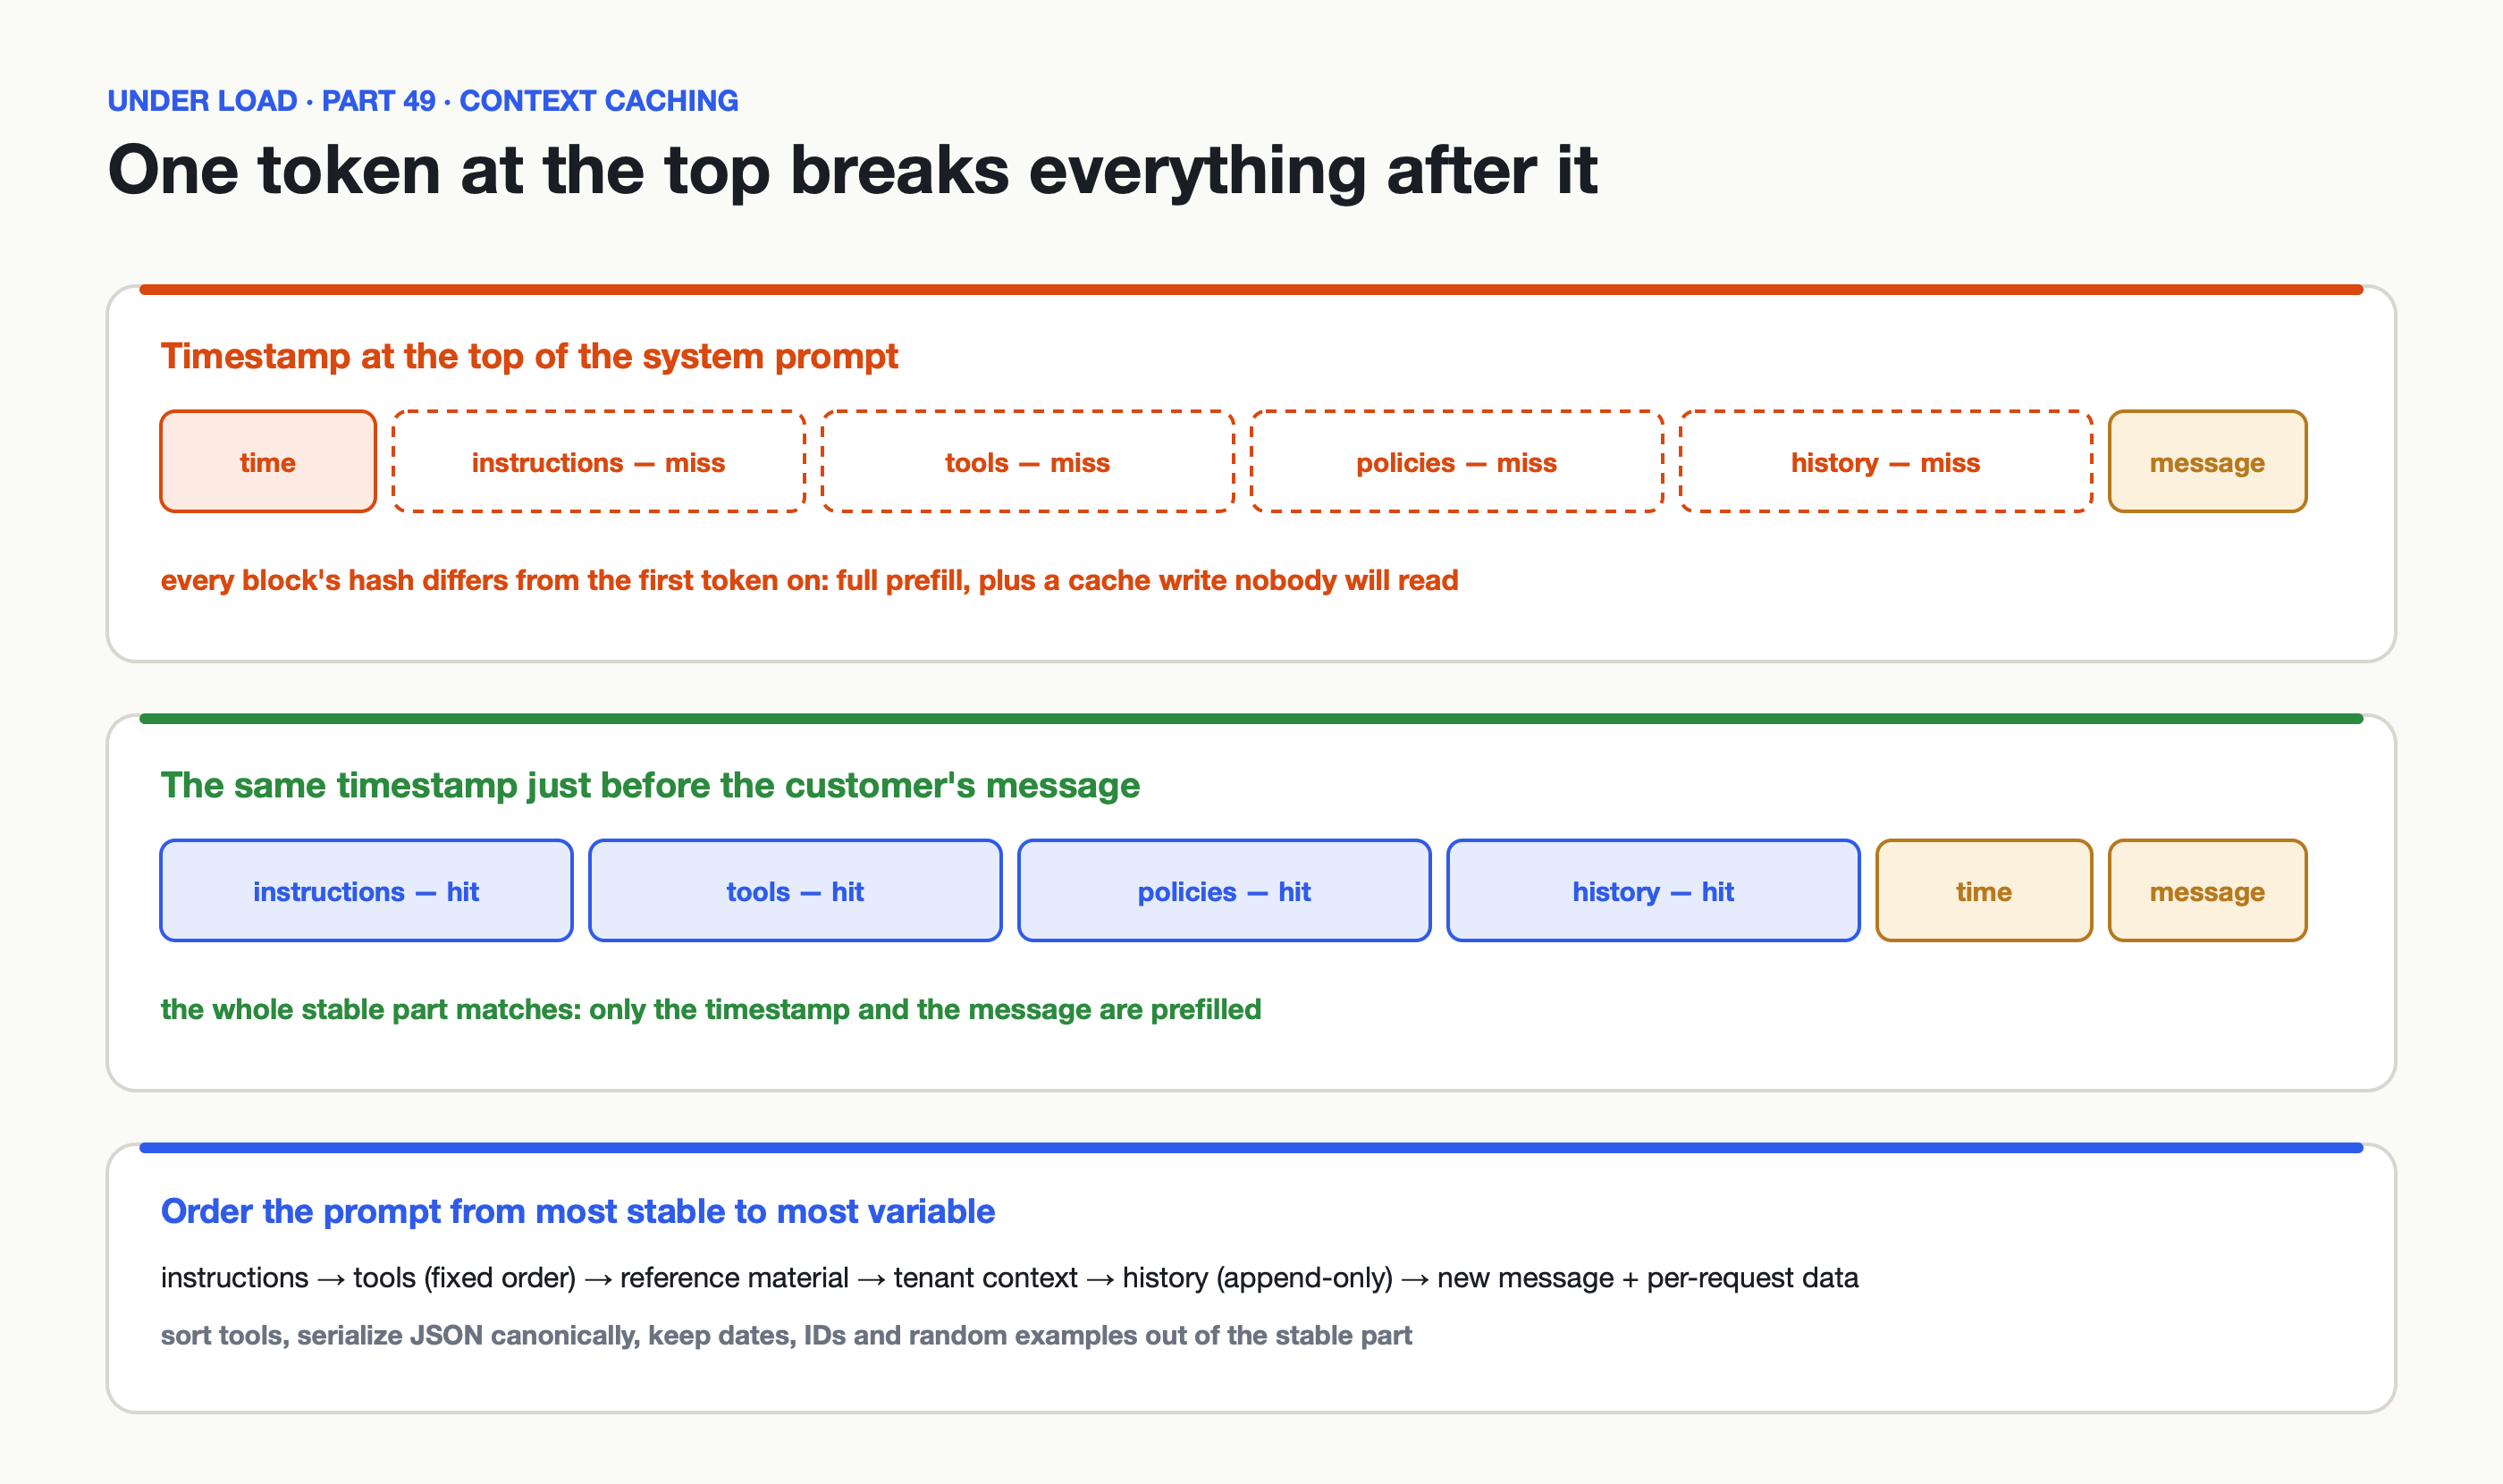 UNDER LOAD · PART 49 · CONTEXT CACHING
One token at the top breaks everything after it
Timestamp at the top of the system prompt
time
instructions — miss
tools — miss
policies — miss
history — miss
message
every block's hash differs from the first token on: full prefill, plus a cache write nobody will read
The same timestamp just before the customer's message
instructions — hit
tools — hit
policies — hit
history — hit
time
message
the whole stable part matches: only the timestamp and the message are prefilled
Order the prompt from most stable to most variable
instructions → tools (fixed order) → reference material → tenant context → history (append-only) → new message + per-request data
sort tools, serialize JSON canonically, keep dates, IDs and random examples out of the stable part